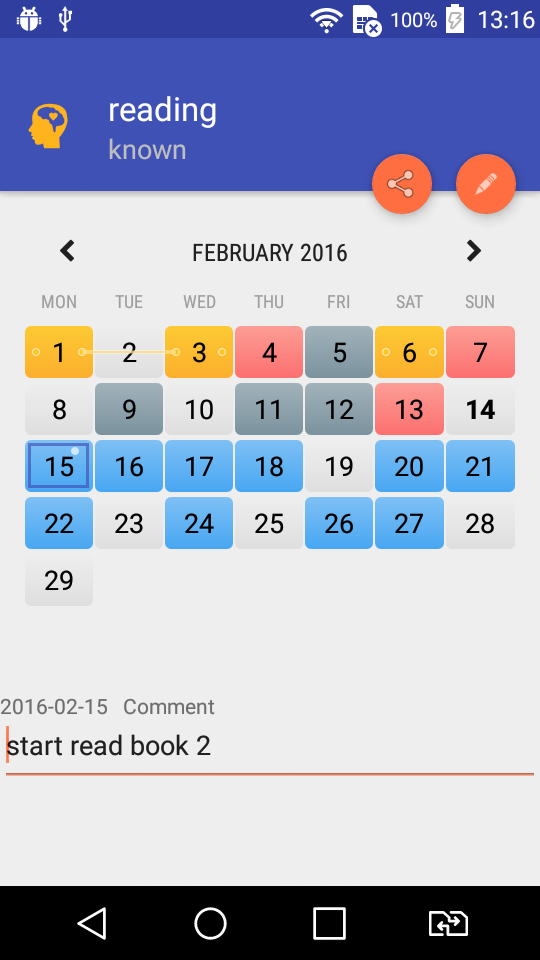 100% 13:16
reading
known
FEBRUARY 2016
MON TUE WED THU FRI SAT SUN
1 2 3 4 5 6 7
8 9 10 11 12 13 14
15 16 17 18 19 20 21
22 23 24 25 26 27 28
29
2016-02-15 Comment
start read book 2